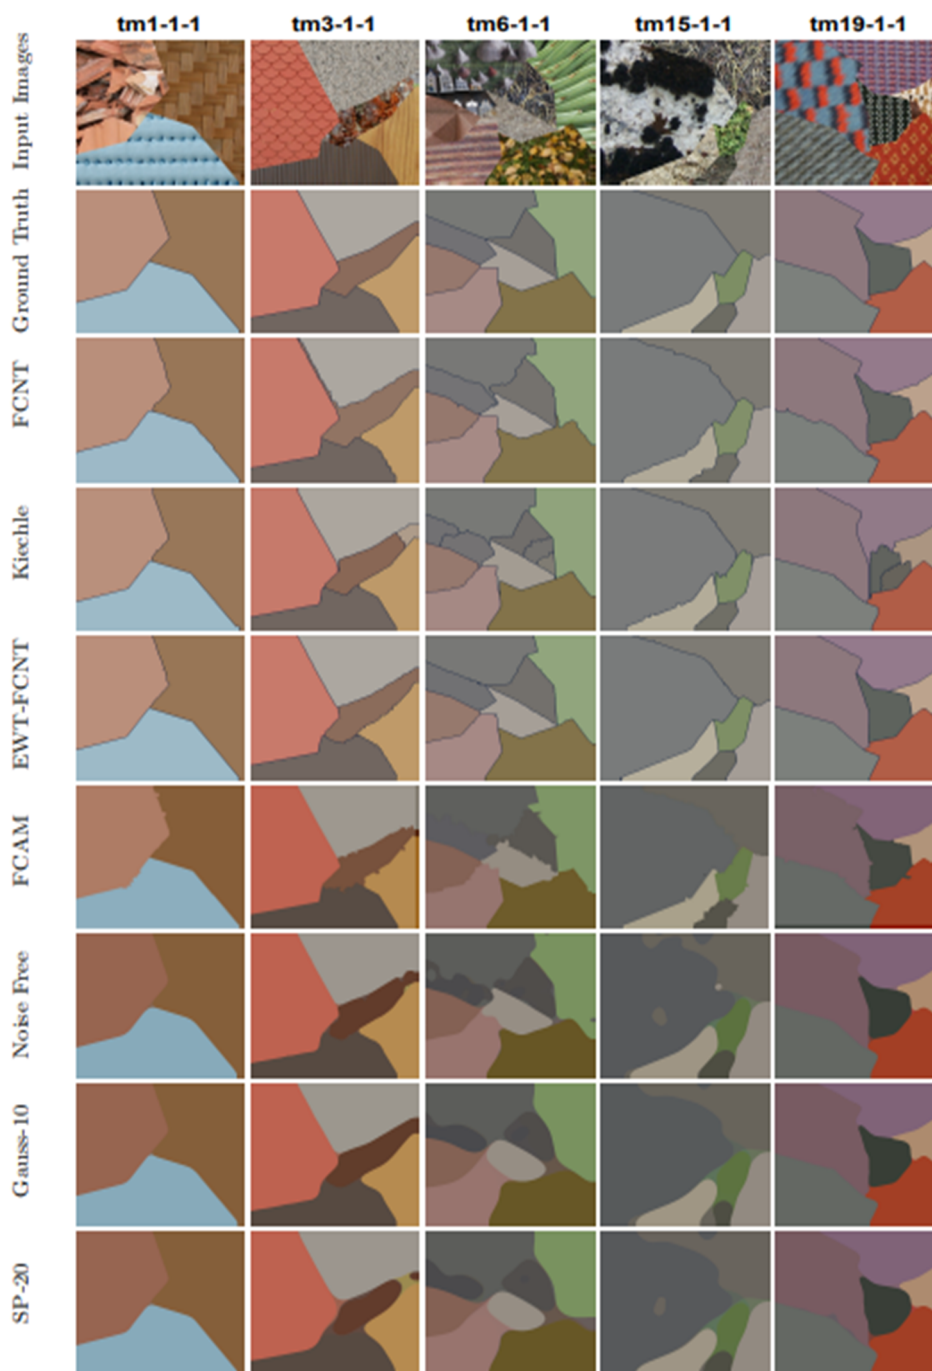 tm1-1-1 tm3-1-1 tm6-1-1 tm15-1-1 tm19-1-1
Input Images
Ground Truth
FCNT
Kiechle
EWT-FCNT
FCAM
Noise Free
Gauss-10
SP-20